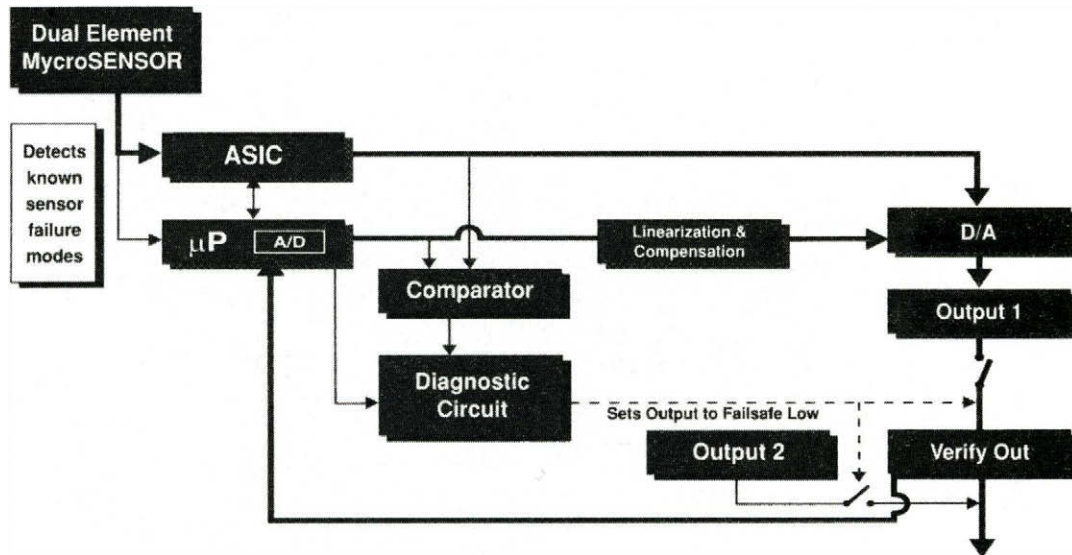 Dual Element
MycroSENSOR
Detects
known
sensor
failure
modes
ASIC
μP
A/D
Linearization &
Compensation
D/A
Comparator
Output 1
Diagnostic
Circuit
Sets Output to Failsafe Low
Output 2
Verify Out